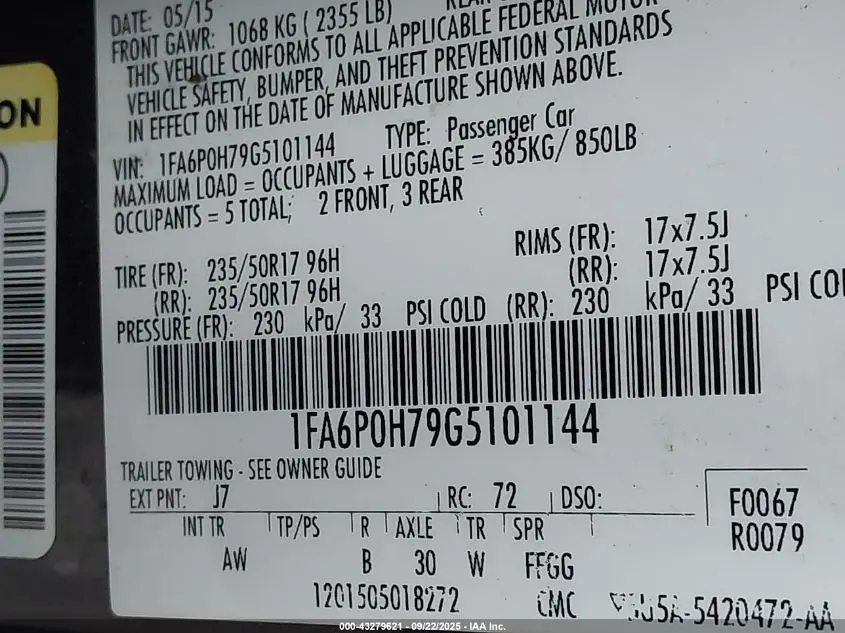 DATE: 05/15
FRONT GAWR: 1068 KG ( 2355 LB)
THIS VEHICLE CONFORMS TO ALL APPLICABLE FEDERAL MOTOR
VEHICLE SAFETY, BUMPER, AND THEFT PREVENTION STANDARDS
IN EFFECT ON THE DATE OF MANUFACTURE SHOWN ABOVE.
VIN: 1FA6P0H79G5101144 TYPE: Passenger Car
MAXIMUM LOAD = OCCUPANTS + LUGGAGE = 385KG/ 850LB
OCCUPANTS = 5 TOTAL; 2 FRONT, 3 REAR
TIRE (FR): 235/50R17 96H RIMS (FR): 17x7.5J
(RR): 235/50R17 96H (RR): 17x7.5J
PRESSURE (FR): 230 kPa/ 33 PSI COLD (RR): 230 kPa/ 33 PSI COL
1FA6P0H79G5101144
TRAILER TOWING - SEE OWNER GUIDE
EXT PNT: J7 RC: 72 DSO:
F0067
R0079
INT TR TP/PS R AXLE TR SPR
AW B 30 W FFGG
1201505018272 CMC 5A-5420472-AA
ON
000-43279621 - 09/22/2025 - IAA Inc.